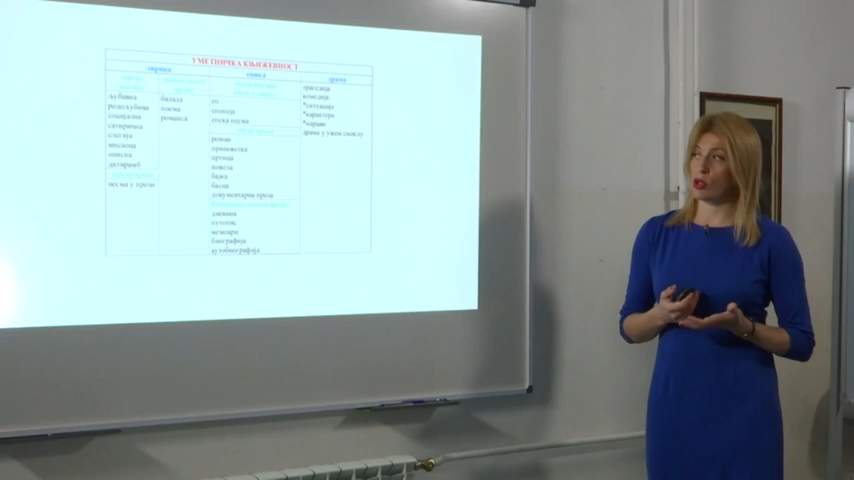 УМЕТНИЧКА КЊИЖЕВНОСТ
лирика
епика
драма
љубавна
родољубива
социјална
сатирична
елегија
мисаона
описна
дитирамб
песма у прози
балада
поема
романса
еп
епопеја
епска песма
роман
приповетка
цртица
новела
бајка
басна
документарна проза
дневник
путопис
мемоари
биографија
аутобиографија
трагедија
комедија
*ситуације
*карактера
*нарави
драма у ужем смислу